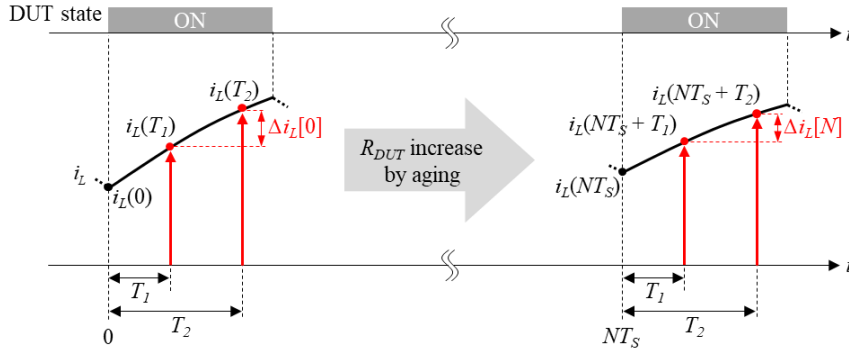 DUT state
ON
ON
t
i_L(T_2)
i_L(T_1)
Δi_L[0]
i_L
i_L(0)
R_DUT increase
by aging
i_L(NT_S + T_2)
i_L(NT_S + T_1)
Δi_L[N]
i_L(NT_S)
t
T_1
T_2
0
T_1
T_2
NT_S